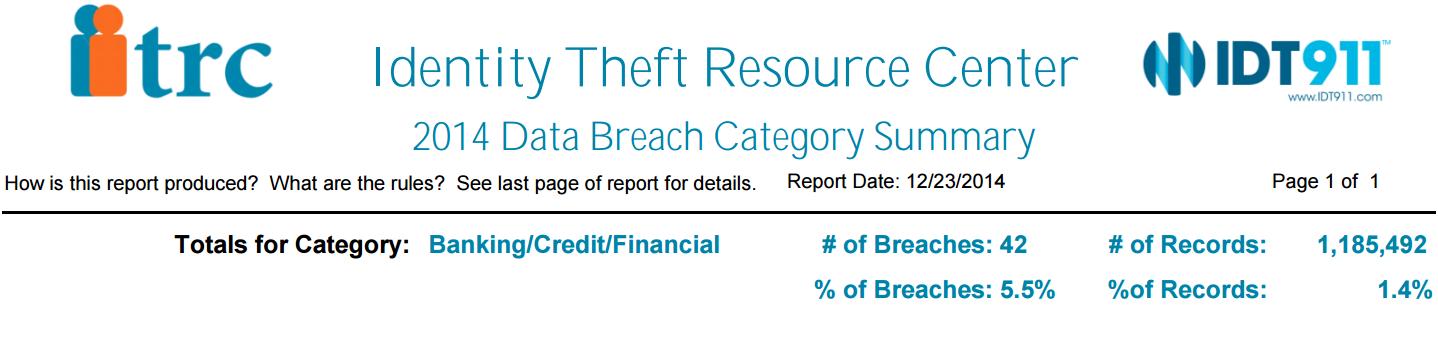 itrc
Identity Theft Resource Center
IDT911™
www.IDT911.com
2014 Data Breach Category Summary
How is this report produced?  What are the rules?  See last page of report for details. Report Date: 12/23/2014 Page 1 of 1
Totals for Category: Banking/Credit/Financial # of Breaches: 42 # of Records: 1,185,492
% of Breaches: 5.5% %of Records: 1.4%